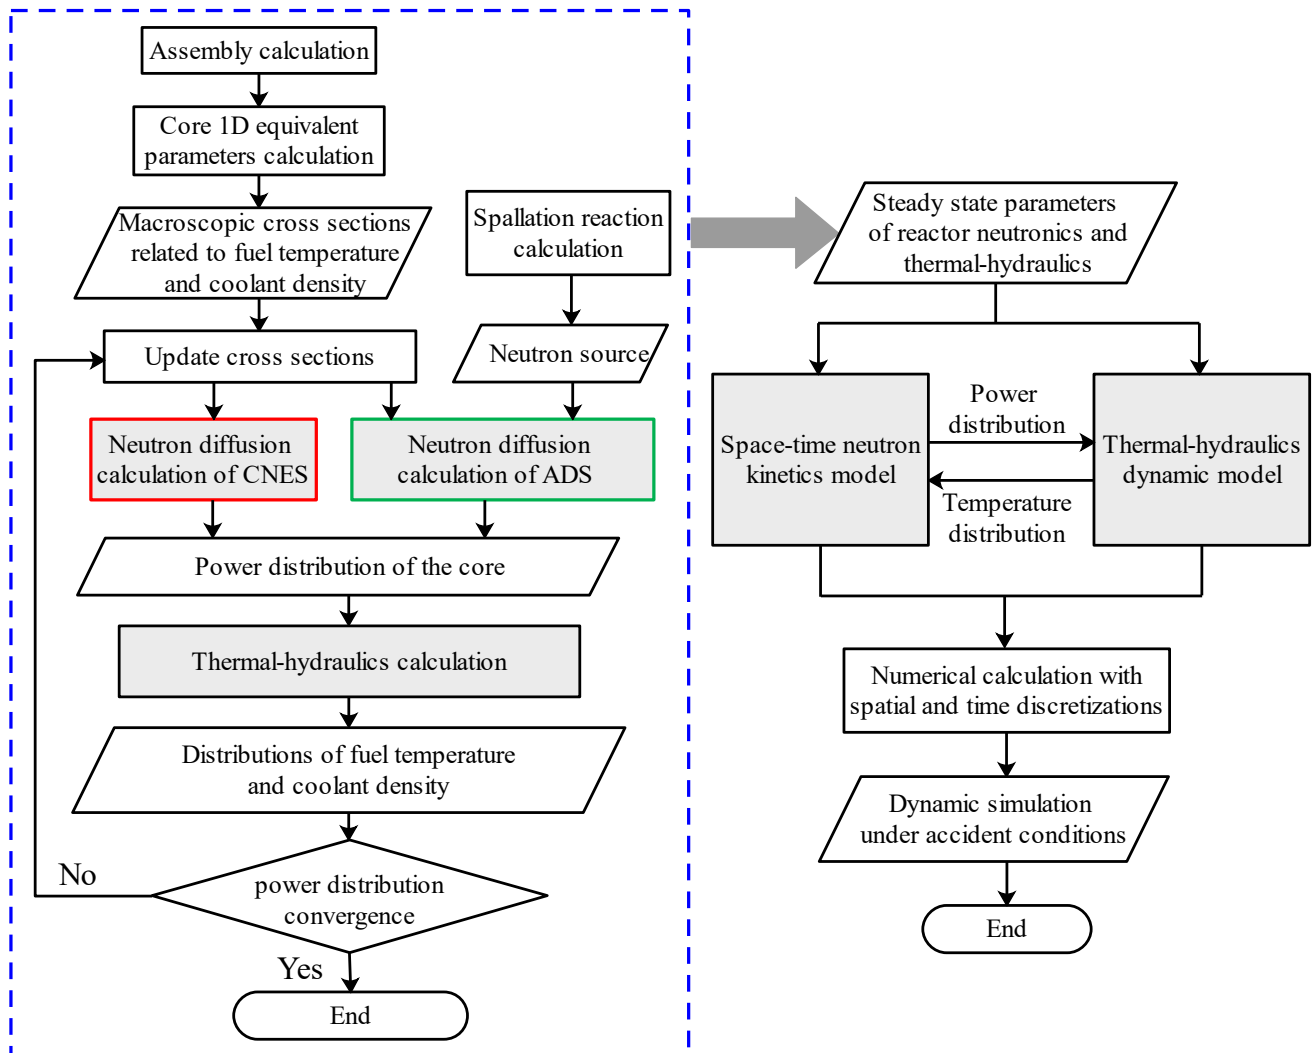 Assembly calculation
Core 1D equivalent
parameters calculation
Macroscopic cross sections
related to fuel temperature
and coolant density
Spallation reaction
calculation
Update cross sections
Neutron source
Neutron diffusion
calculation of CNES
Neutron diffusion
calculation of ADS
Power distribution of the core
Thermal-hydraulics calculation
Distributions of fuel temperature
and coolant density
power distribution
convergence
No
Yes
End
Steady state parameters
of reactor neutronics and
thermal-hydraulics
Space-time neutron
kinetics model
Power
distribution
Temperature
distribution
Thermal-hydraulics
dynamic model
Numerical calculation with
spatial and time discretizations
Dynamic simulation
under accident conditions
End